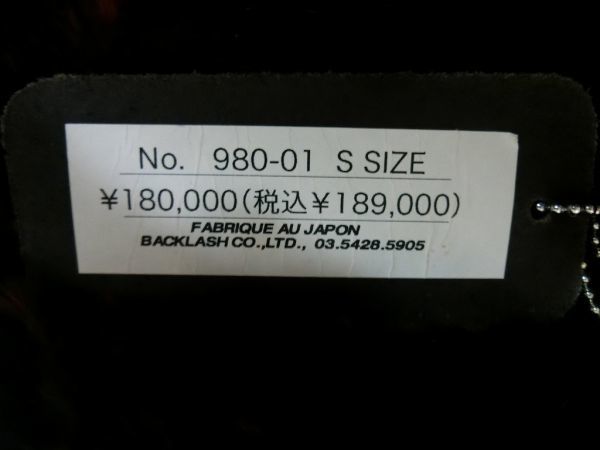 No. 980-01 S SIZE
¥180,000(税込¥189,000)
FABRIQUE AU JAPON
BACKLASH CO.,LTD., 03.5428.5905